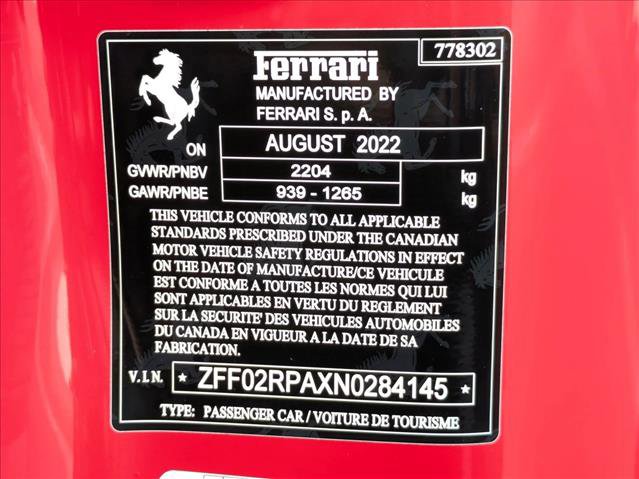 Ferrari 778302
MANUFACTURED BY
FERRARI S.p.A.
ON AUGUST 2022
GVWR/PNBV 2204 kg
GAWR/PNBE 939 - 1265 kg
THIS VEHICLE CONFORMS TO ALL APPLICABLE
STANDARDS PRESCRIBED UNDER THE CANADIAN
MOTOR VEHICLE SAFETY REGULATIONS IN EFFECT
ON THE DATE OF MANUFACTURE/CE VEHICULE
EST CONFORME A TOUTES LES NORMES QUI LUI
SONT APPLICABLES EN VERTU DU REGLEMENT
SUR LA SECURITE' DES VEHICULES AUTOMOBILES
DU CANADA EN VIGUEUR A LA DATE DE SA
FABRICATION.
V.I.N. * ZFF02RPAXN0284145 *
TYPE: PASSENGER CAR / VOITURE DE TOURISME